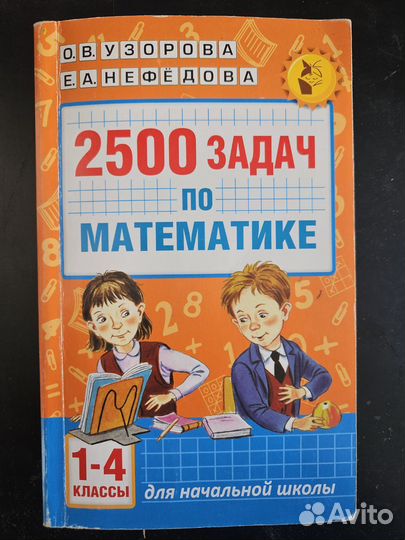 О.В. УЗОРОВА
Е.А. НЕФЁДОВА
2500 ЗАДАЧ
ПО
МАТЕМАТИКЕ
1-4
КЛАССЫ
для начальной школы
Avito